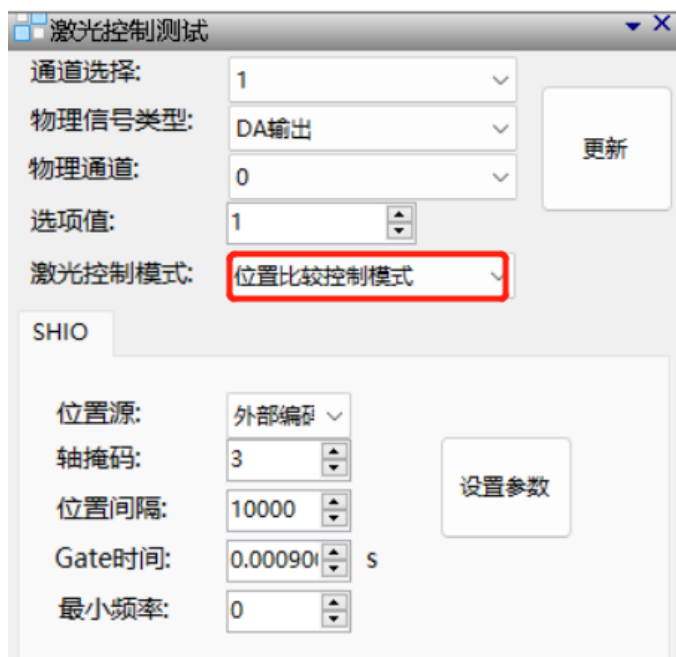 激光控制测试
通道选择: 1
物理信号类型: DA输出
更新
物理通道: 0
选项值: 1
激光控制模式: 位置比较控制模式
SHIO
位置源: 外部编
轴掩码: 3
设置参数
位置间隔: 10000
Gate时间: 0.00090 s
最小频率: 0